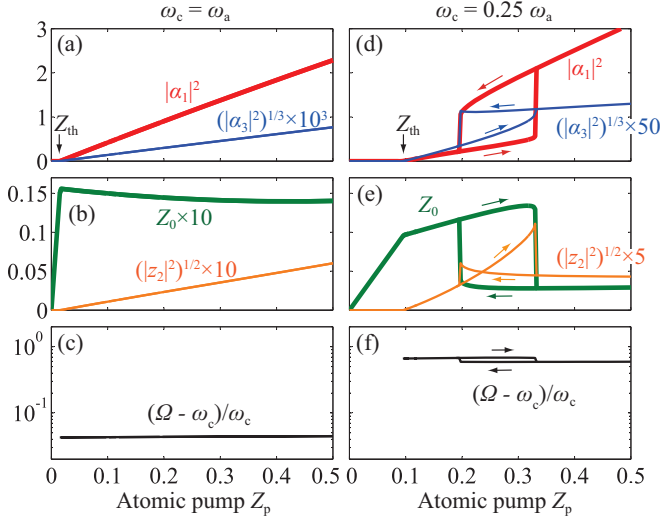 ω_c = ω_a
ω_c = 0.25 ω_a
3
2
1
0
(a)
|α_1|^2
Z_th
(|α_3|^2)^{1/3}×10^3
(d)
|α_1|^2
Z_th
(|α_3|^2)^{1/3}×50
0.15
0.1
0.05
0
(b)
Z_0×10
(|z_2|^2)^{1/2}×10
(e)
Z_0
(|z_2|^2)^{1/2}×5
10^0
10^{-1}
(c)
(Ω - ω_c)/ω_c
(f)
(Ω - ω_c)/ω_c
0 0.1 0.2 0.3 0.4 0.5
0 0.1 0.2 0.3 0.4 0.5
Atomic pump Z_p
Atomic pump Z_p